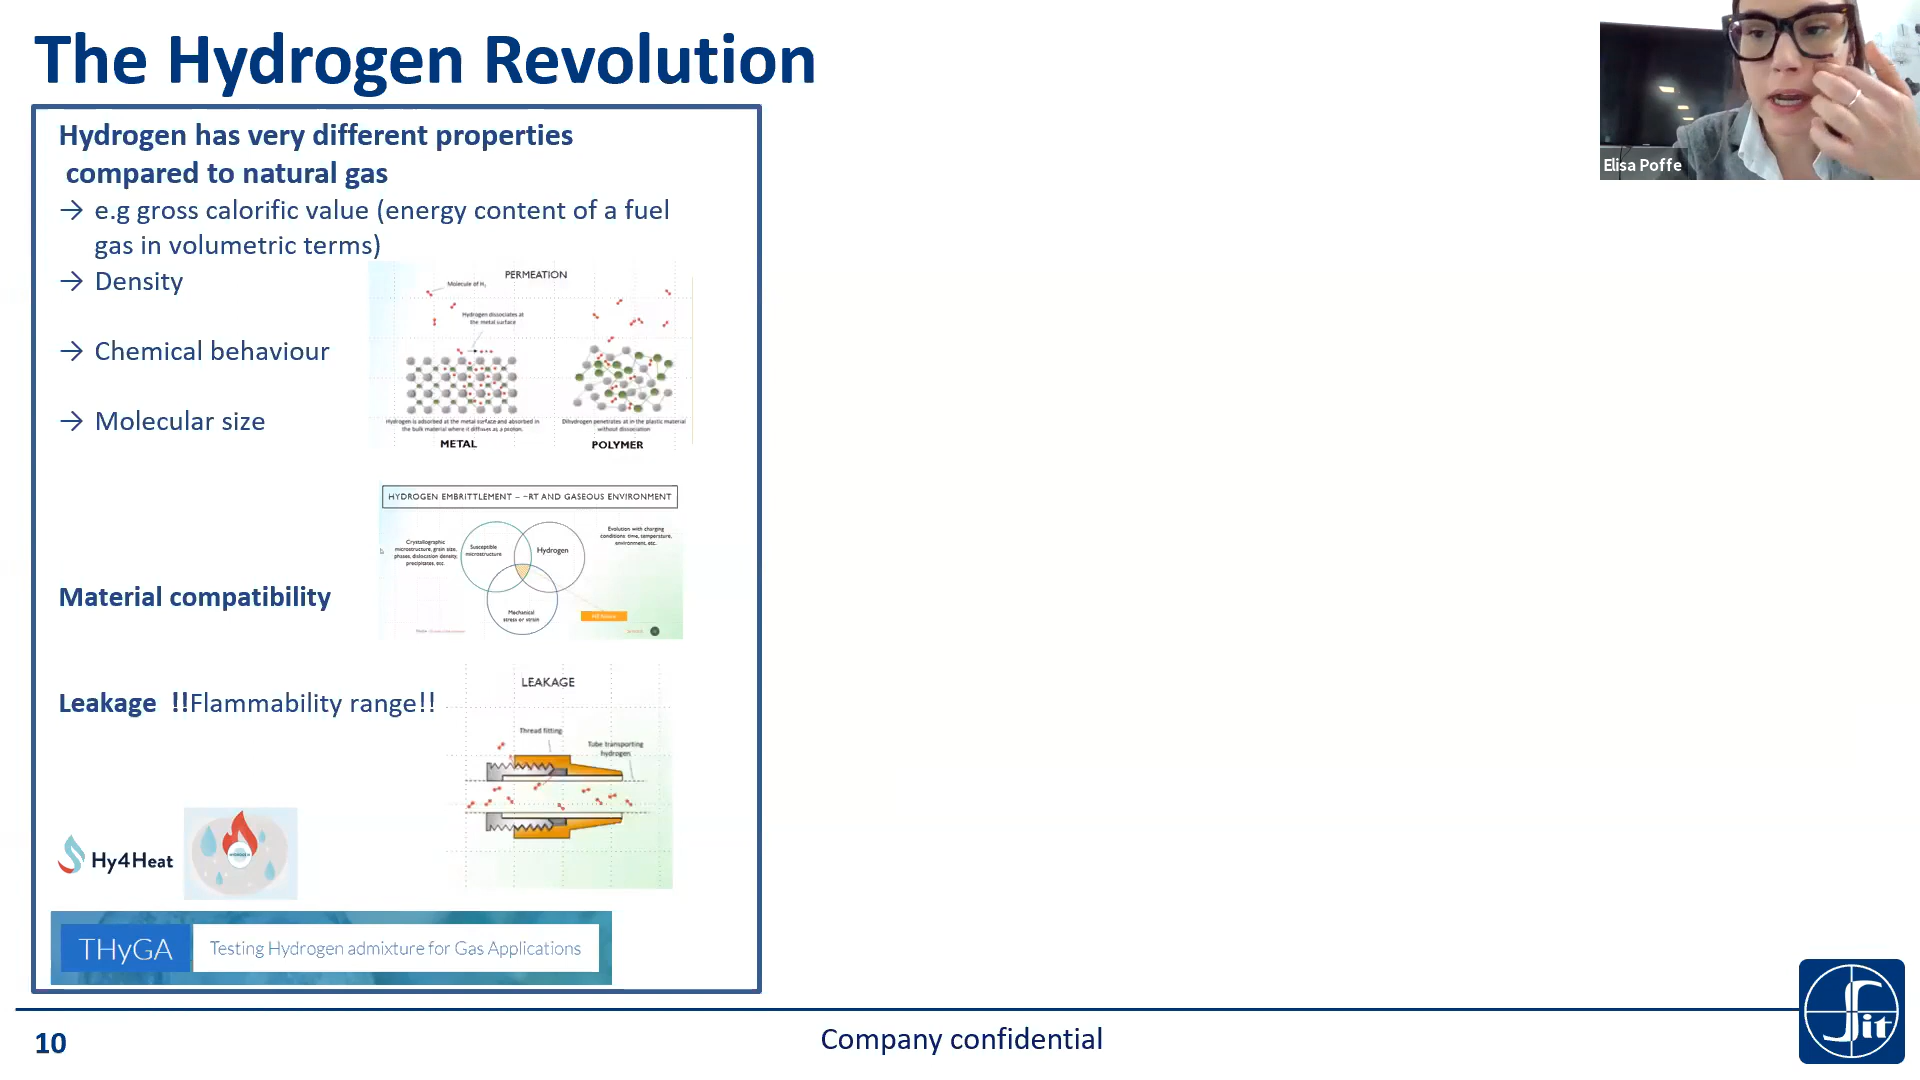 The Hydrogen Revolution
Elisa Poffe
Hydrogen has very different properties
compared to natural gas
→ e.g gross calorific value (energy content of a fuel
gas in volumetric terms)
→ Density
→ Chemical behaviour
→ Molecular size
PERMEATION
Molecule of H₂
Hydrogen dissociates at
the metal surface
Hydrogen is adsorbed at the metal surface and absorbed in
the bulk material where it diffuses as a proton.
METAL
Dihydrogen penetrates at in the plastic material
without dissociation
POLYMER
HYDROGEN EMBRITTLEMENT – ~RT AND GASEOUS ENVIRONMENT
Crystallographic
microstructure, grain size,
phases, dislocation density,
precipitates, etc.
Susceptible
microstructure
Hydrogen
Evolution with charging
conditions: time, temperature,
environment, etc.
Mechanical
stress or strain
Material compatibility
Leakage !!Flammability range!!
LEAKAGE
Thread fitting
Tube transporting
hydrogen
Hy4Heat
THyGA
Testing Hydrogen admixture for Gas Applications
10
Company confidential
Sit